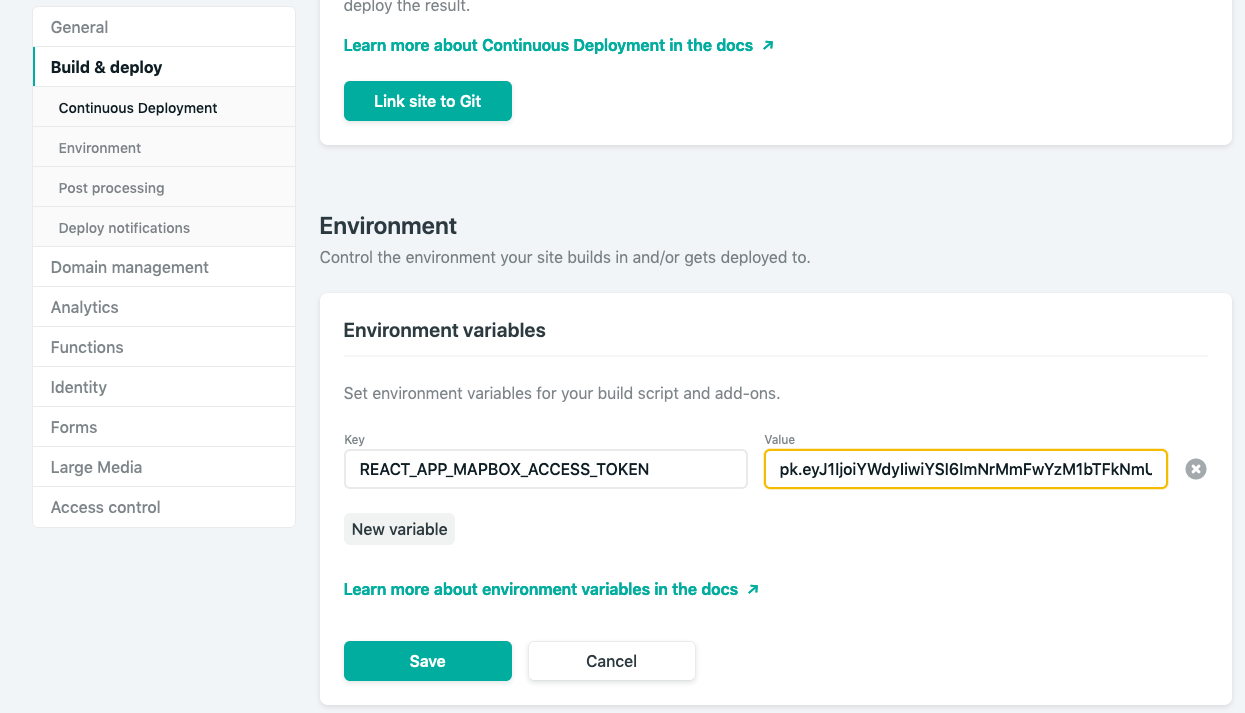 General
Build & deploy
Continuous Deployment
Environment
Post processing
Deploy notifications
Domain management
Analytics
Functions
Identity
Forms
Large Media
Access control
deploy the result.
Learn more about Continuous Deployment in the docs
Link site to Git
Environment
Control the environment your site builds in and/or gets deployed to.
Environment variables
Set environment variables for your build script and add-ons.
Key
REACT_APP_MAPBOX_ACCESS_TOKEN
Value
New variable
Learn more about environment variables in the docs
Save
Cancel